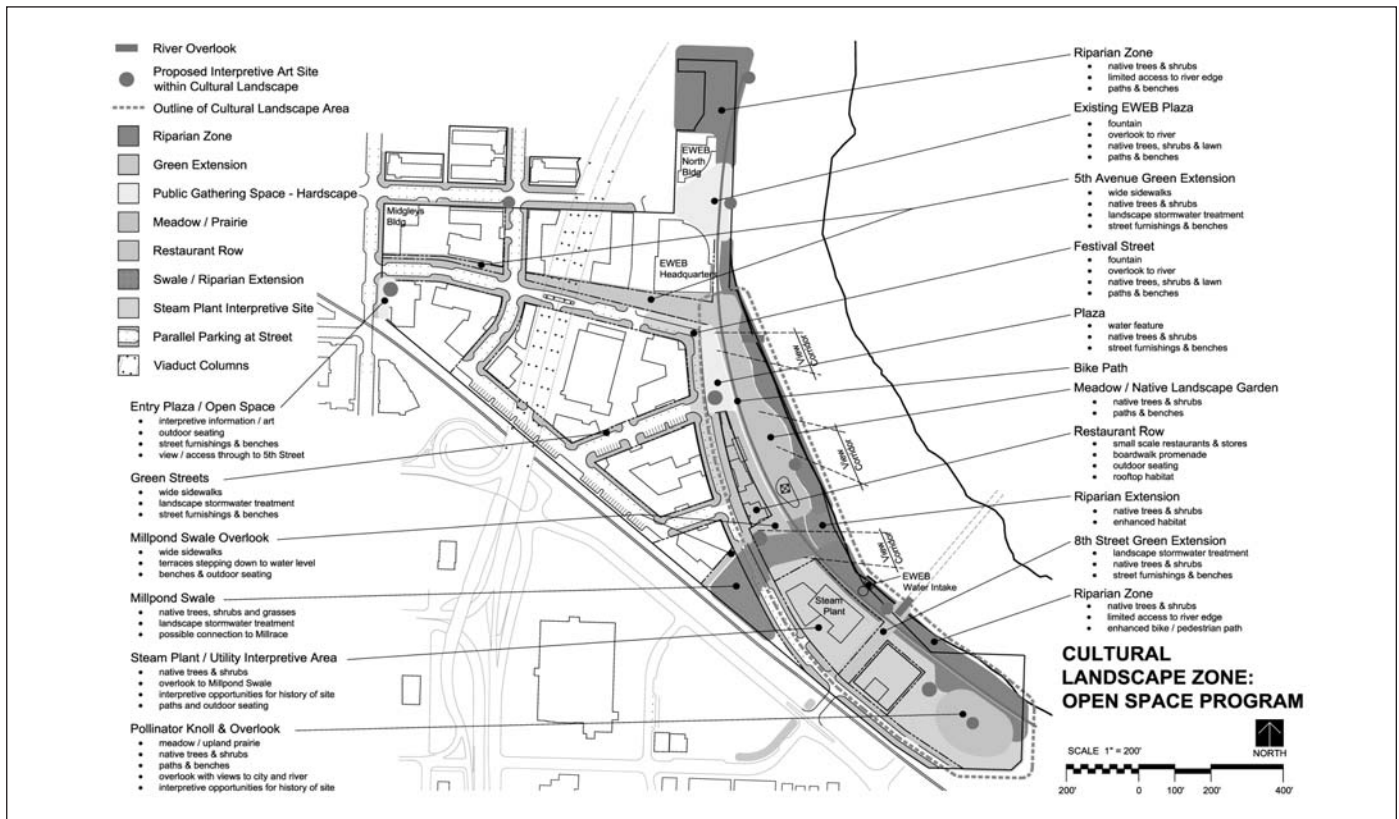 River Overlook
Proposed Interpretive Art Site
within Cultural Landscape
Outline of Cultural Landscape Area
Riparian Zone
Green Extension
Public Gathering Space - Hardscape
Meadow / Prairie
Restaurant Row
Swale / Riparian Extension
Steam Plant Interpretive Site
Parallel Parking at Street
Viaduct Columns
Entry Plaza / Open Space
• interpretive information / art
• outdoor seating
• street furnishings & benches
• view / access through to 5th Street
Green Streets
• wide sidewalks
• landscape stormwater treatment
• street furnishings & benches
Millpond Swale Overlook
• wide sidewalks
• terraces stepping down to water level
• benches & outdoor seating
Millpond Swale
• native trees, shrubs and grasses
• landscape stormwater treatment
• possible connection to Millrace
Steam Plant / Utility Interpretive Area
• native trees & shrubs
• overlook to Millpond Swale
• interpretive opportunities for history of site
• paths and outdoor seating
Pollinator Knoll & Overlook
• meadow / upland prairie
• native trees & shrubs
• paths & benches
• overlook with views to city and river
• interpretive opportunities for history of site
EWEB
North
Bldg
Midgleys
Bldg
EWEB
Headquarters
View
Corridor
View
Corridor
View
Corridor
EWEB
Water Intake
Steam
Plant
Riparian Zone
• native trees & shrubs
• limited access to river edge
• paths & benches
Existing EWEB Plaza
• fountain
• overlook to river
• native trees, shrubs & lawn
• paths & benches
5th Avenue Green Extension
• wide sidewalks
• native trees & shrubs
• landscape stormwater treatment
• street furnishings & benches
Festival Street
• fountain
• overlook to river
• native trees, shrubs & lawn
• paths & benches
Plaza
• water feature
• native trees & shrubs
• street furnishings & benches
Bike Path
Meadow / Native Landscape Garden
• native trees & shrubs
• paths & benches
Restaurant Row
• small scale restaurants & stores
• boardwalk promenade
• outdoor seating
• rooftop habitat
Riparian Extension
• native trees & shrubs
• enhanced habitat
8th Street Green Extension
• landscape stormwater treatment
• native trees & shrubs
• street furnishings & benches
Riparian Zone
• native trees & shrubs
• limited access to river edge
• enhanced bike / pedestrian path
CULTURAL
LANDSCAPE ZONE:
OPEN SPACE PROGRAM
NORTH
SCALE 1" = 200'
200' 0 100' 200' 400'